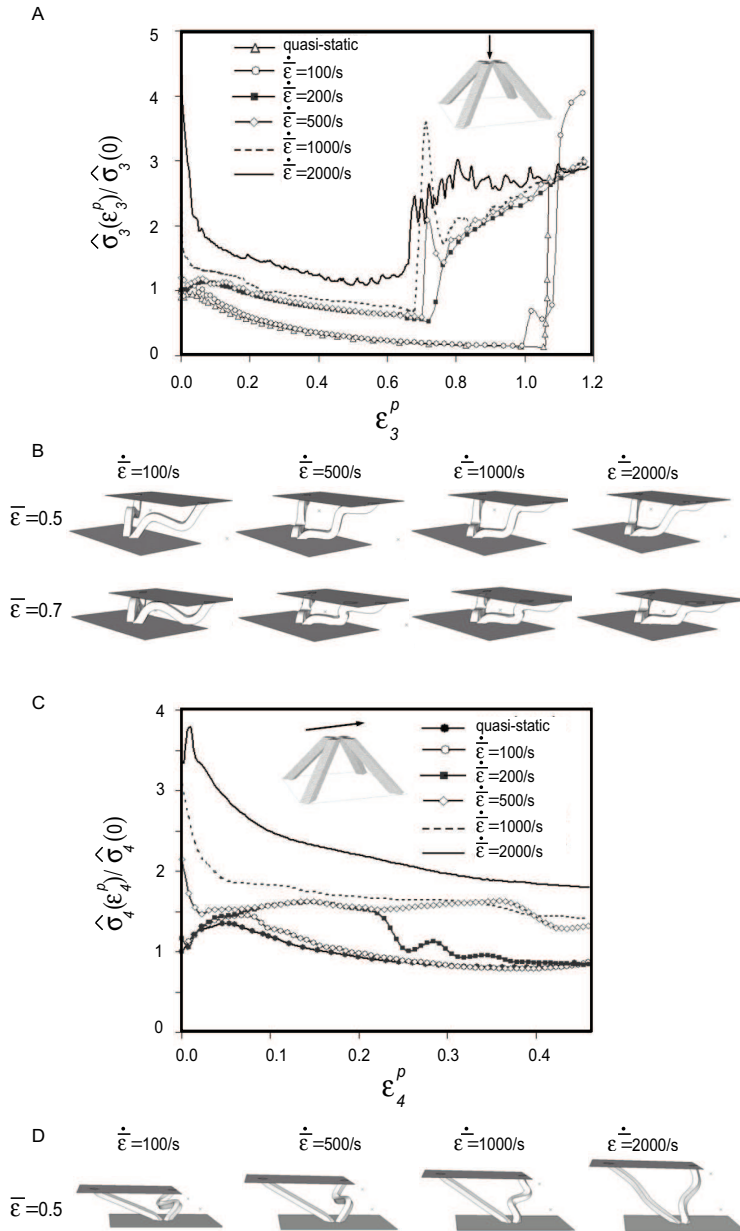 A
5
4
3
2
1
0
σ̂₃(ε₃ᵖ)/σ̂₃(0)
quasi-static
ε̅̇=100/s
ε̅̇=200/s
ε̅̇=500/s
ε̅̇=1000/s
ε̅̇=2000/s
0.0 0.2 0.4 0.6 0.8 1.0 1.2
ε₃ᵖ
B
ε̅̇=100/s ε̅̇=500/s ε̅̇=1000/s ε̅̇=2000/s
ε̅=0.5
ε̅=0.7
C
4
3
2
1
0
σ̂₄(ε₄ᵖ)/σ̂₄(0)
quasi-static
ε̅̇=100/s
ε̅̇=200/s
ε̅̇=500/s
ε̅̇=1000/s
ε̅̇=2000/s
0.0 0.1 0.2 0.3 0.4
ε₄ᵖ
D
ε̅̇=100/s ε̅̇=500/s ε̅̇=1000/s ε̅̇=2000/s
ε̅=0.5